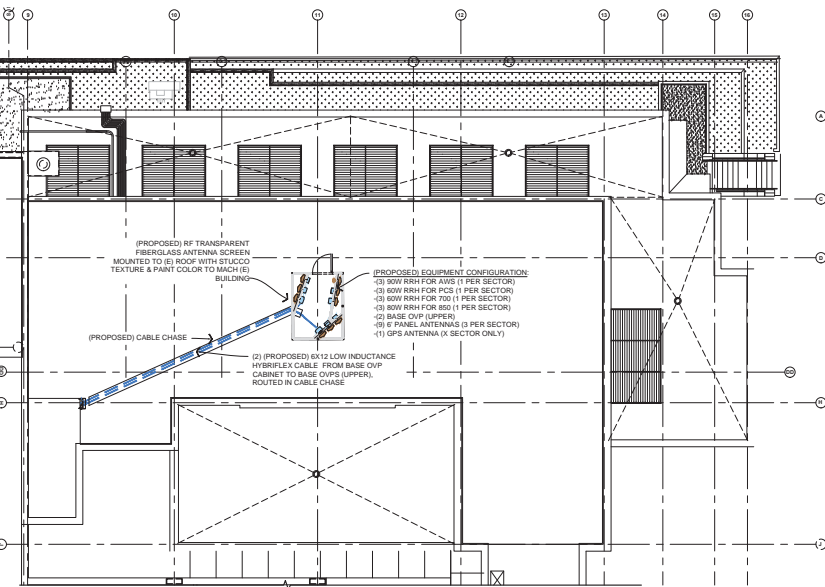 9
10
11
12
13
14
15
16
A
C
D
(PROPOSED) RF TRANSPARENT
FIBERGLASS ANTENNA SCREEN
MOUNTED TO (E) ROOF WITH STUCCO
TEXTURE & PAINT COLOR TO MACH (E)
BUILDING
(PROPOSED) EQUIPMENT CONFIGURATION:
-(3) 90W RRH FOR AWS (1 PER SECTOR)
-(3) 60W RRH FOR PCS (1 PER SECTOR)
-(3) 60W RRH FOR 700 (1 PER SECTOR)
-(3) 80W RRH FOR 850 (1 PER SECTOR)
-(2) BASE OVP (UPPER)
-(9) 6' PANEL ANTENNAS (3 PER SECTOR)
-(1) GPS ANTENNA (X SECTOR ONLY)
(PROPOSED) CABLE CHASE
(2) (PROPOSED) 6X12 LOW INDUCTANCE
HYBRIFLEX CABLE FROM BASE OVP
CABINET TO BASE OVPS (UPPER),
ROUTED IN CABLE CHASE
DD
H
J